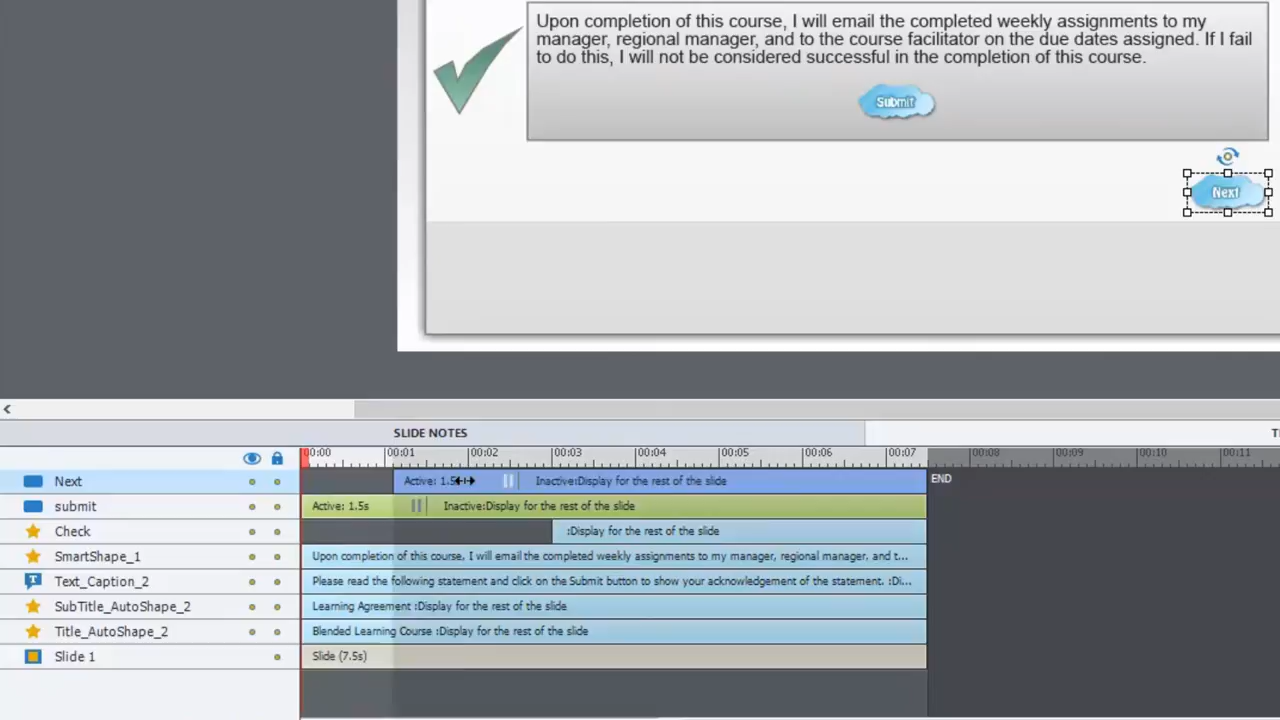 Upon completion of this course, I will email the completed weekly assignments to my
manager, regional manager, and to the course facilitator on the due dates assigned. If I fail
to do this, I will not be considered successful in the completion of this course.
Submit
Next
SLIDE NOTES
00:00 00:01 00:02 00:03 00:04 00:05 00:06 00:07 00:08 00:09 00:10 00:11
Next Active: 1.5 Inactive:Display for the rest of the slide END
submit Active: 1.5s Inactive:Display for the rest of the slide
Check :Display for the rest of the slide
SmartShape_1 Upon completion of this course, I will email the completed weekly assignments to my manager, regional manager, and t...
Text_Caption_2 Please read the following statement and click on the Submit button to show your acknowledgement of the statement. :Di...
SubTitle_AutoShape_2 Learning Agreement :Display for the rest of the slide
Title_AutoShape_2 Blended Learning Course :Display for the rest of the slide
Slide 1 Slide (7.5s)